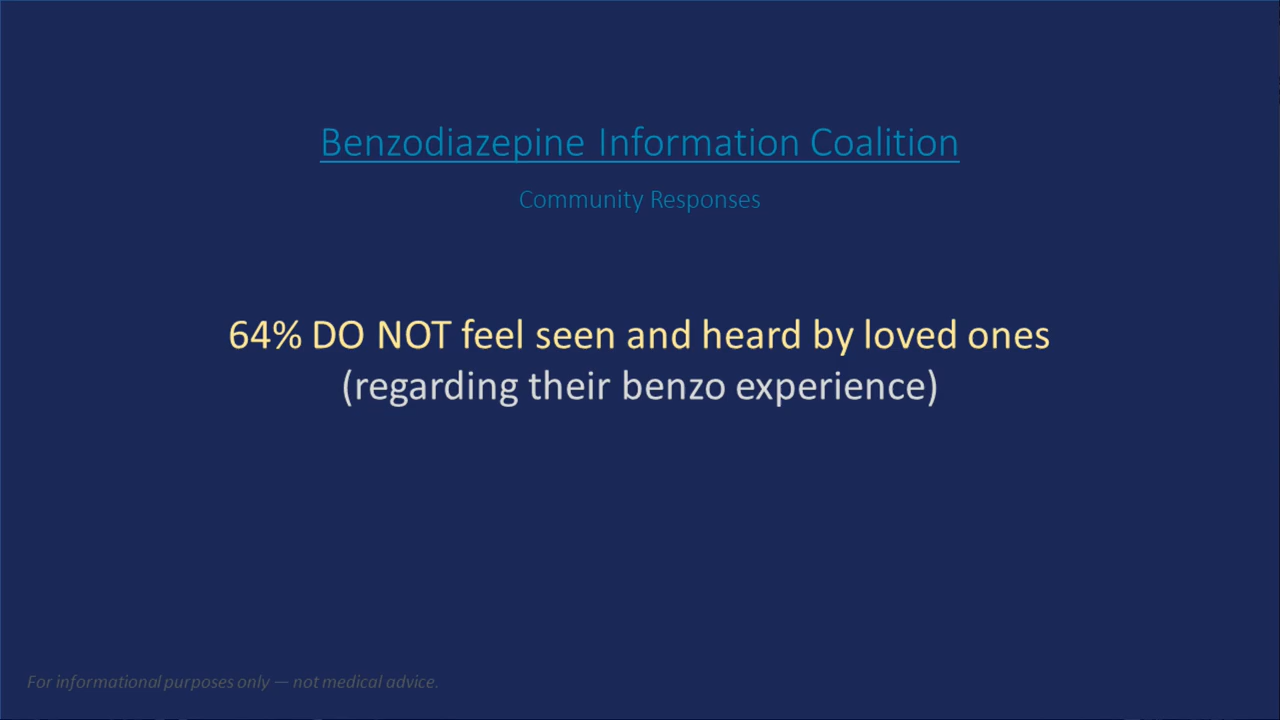 Benzodiazepine Information Coalition
Community Responses
64% DO NOT feel seen and heard by loved ones
(regarding their benzo experience)
For informational purposes only — not medical advice.